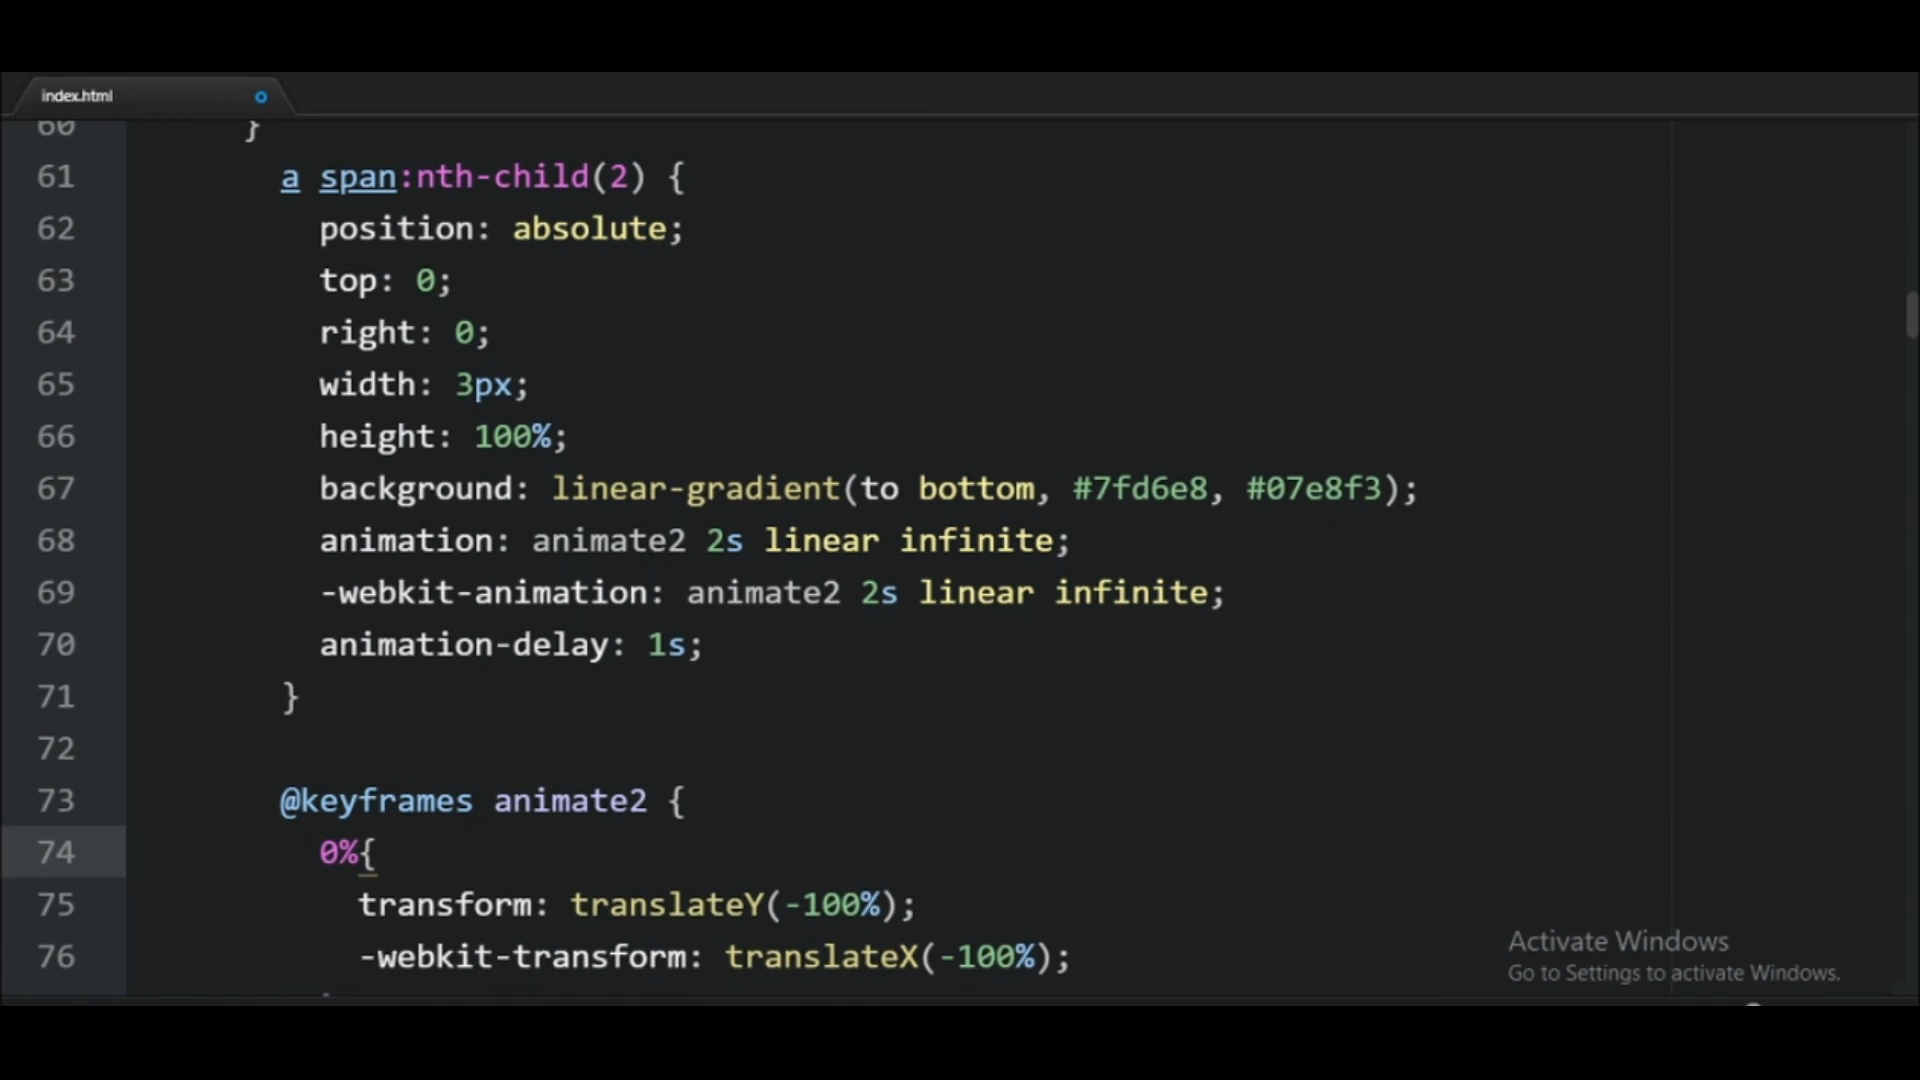 index.html
60 }
61 a span:nth-child(2) {
62 position: absolute;
63 top: 0;
64 right: 0;
65 width: 3px;
66 height: 100%;
67 background: linear-gradient(to bottom, #7fd6e8, #07e8f3);
68 animation: animate2 2s linear infinite;
69 -webkit-animation: animate2 2s linear infinite;
70 animation-delay: 1s;
71 }
72
73 @keyframes animate2 {
74 0%{
75 transform: translateY(-100%);
76 -webkit-transform: translateX(-100%);
Activate Windows
Go to Settings to activate Windows.